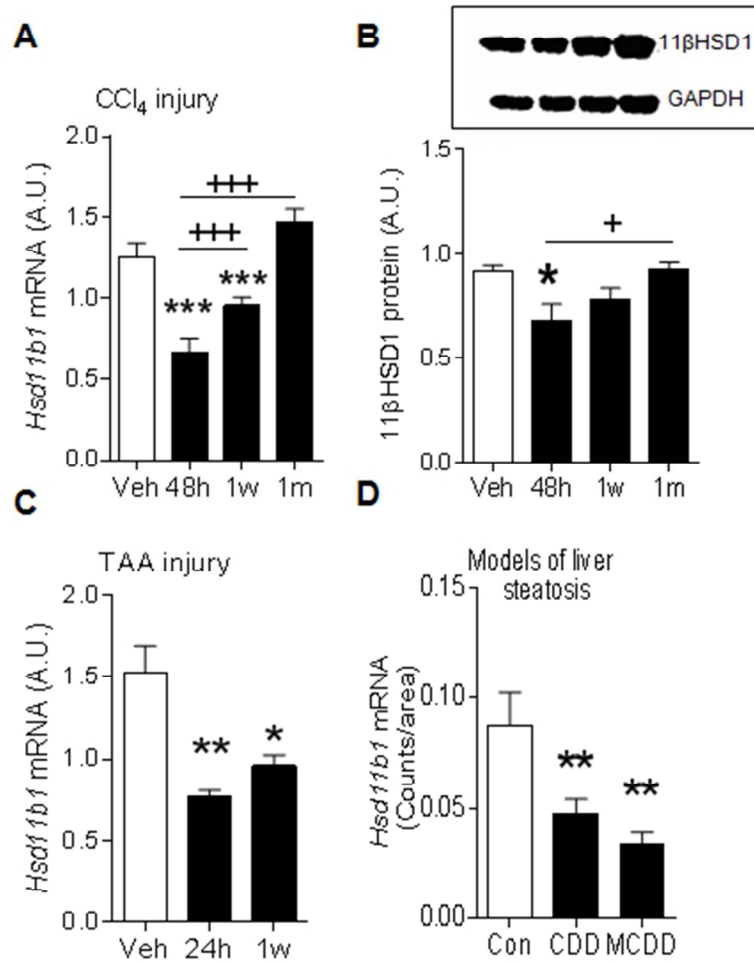 A
CCl₄ injury
Hsd11b1 mRNA (A.U.)
2.0
1.5
1.0
0.5
0.0
+++
+++
***
***
Veh 48h 1w 1m
B
11βHSD1
GAPDH
11βHSD1 protein (A.U.)
1.5
1.0
0.5
0.0
+
*
Veh 48h 1w 1m
C
TAA injury
Hsd11b1 mRNA (A.U.)
2.0
1.5
1.0
0.5
0.0
**
*
Veh 24h 1w
D
Models of liver
steatosis
Hsd11b1 mRNA
(Counts/area)
0.15
0.10
0.05
0.00
**
**
Con CDD MCDD